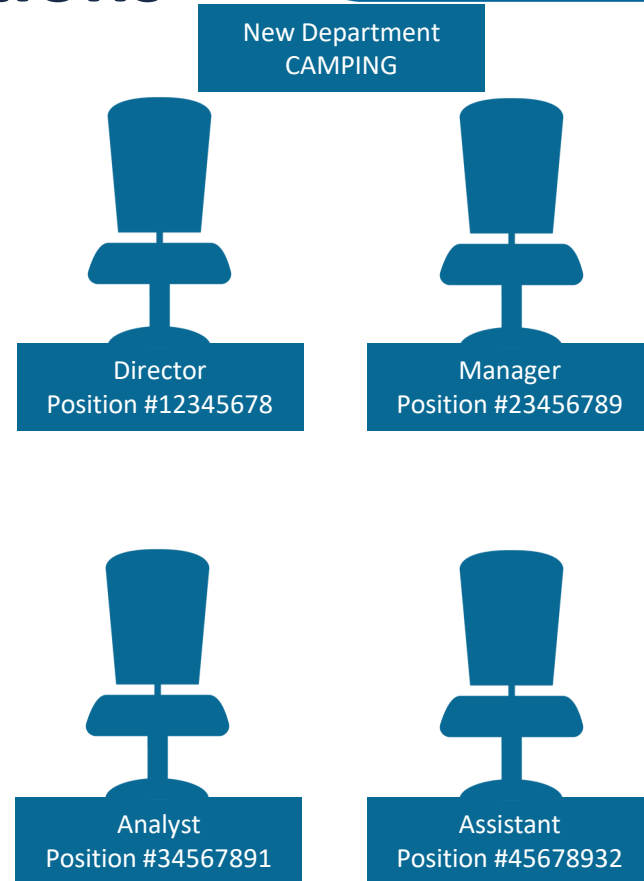 New Department
CAMPING
Director
Position #12345678
Manager
Position #23456789
Analyst
Position #34567891
Assistant
Position #45678932